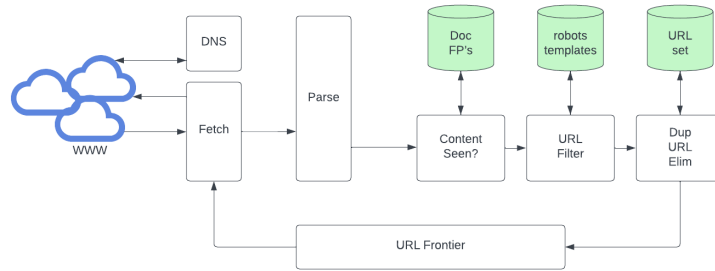 DNS
Doc
FP's
robots
templates
URL
set
WWW
Fetch
Parse
Content
Seen?
URL
Filter
Dup
URL
Elim
URL Frontier